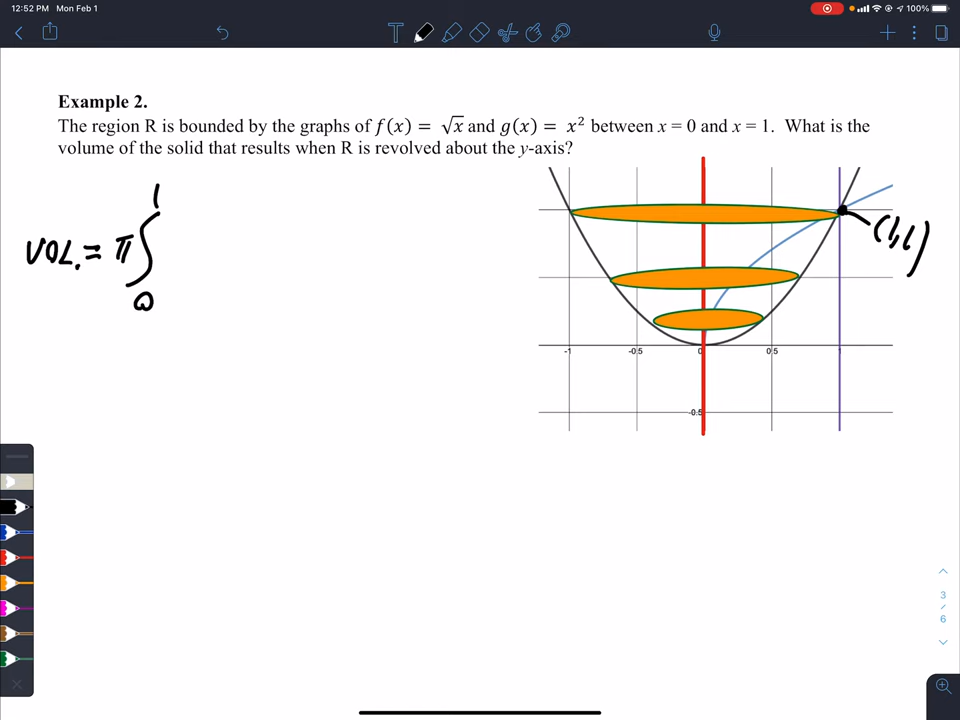 12:52 PM Mon Feb 1
100%
T
Example 2.
The region R is bounded by the graphs of f(x) = √x and g(x) = x² between x = 0 and x = 1. What is the
volume of the solid that results when R is revolved about the y-axis?
VOL. = π ∫
1
0
(1,1)
-1 -0.5 0 0.5 1
-0.5
3
/
6